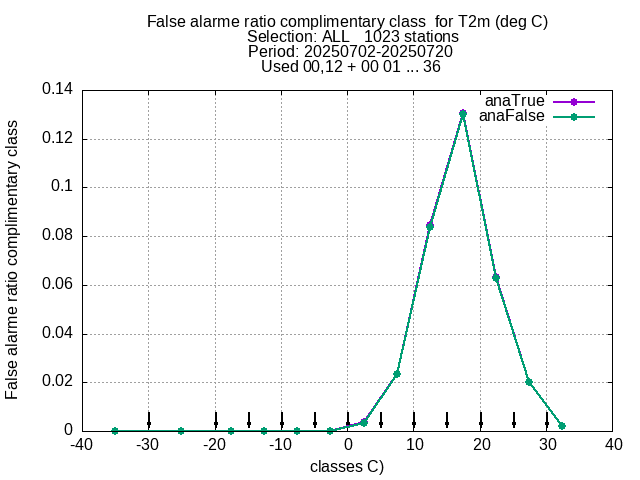 False alarme ratio complimentary class  for T2m (deg C)
Selection: ALL   1023 stations
Period: 20250702-20250720
Used 00,12 + 00 01 ... 36
anaTrue
anaFalse
False alarme ratio complimentary class
0.14
0.12
0.1
0.08
0.06
0.04
0.02
0
-40 -30 -20 -10 0 10 20 30 40
classes C)